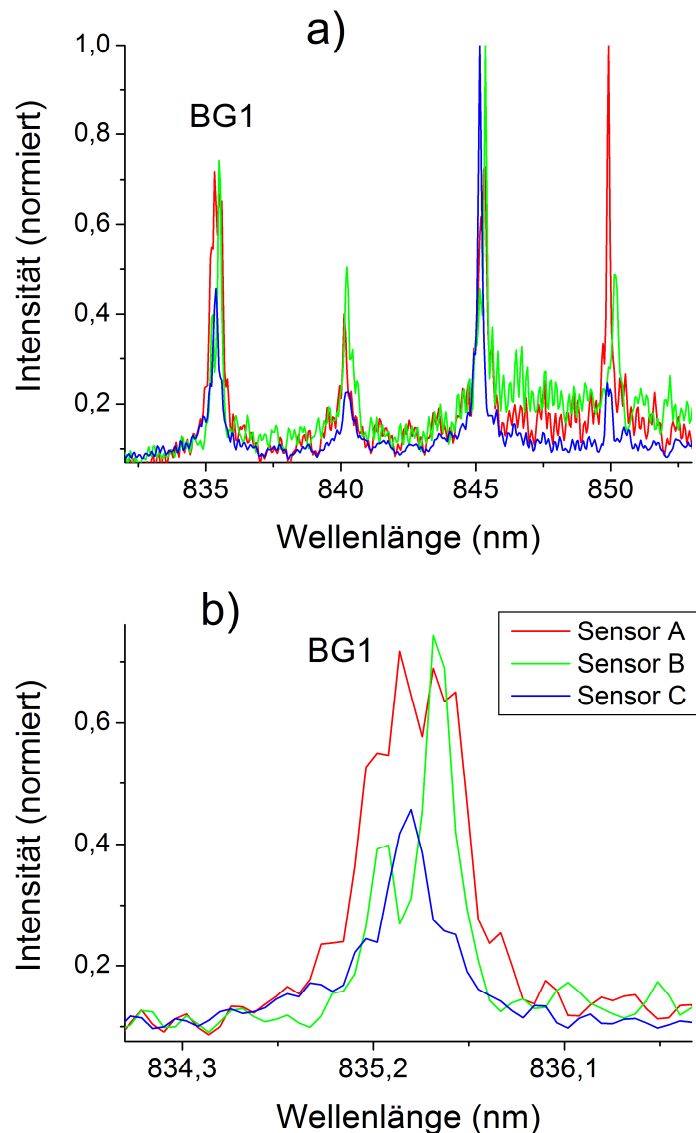 a)
1,0
0,8
0,6
0,4
0,2
BG1
Intensität (normiert)
835
840
845
850
Wellenlänge (nm)
b)
BG1
Sensor A
Sensor B
Sensor C
0,6
0,4
0,2
Intensität (normiert)
834,3
835,2
836,1
Wellenlänge (nm)